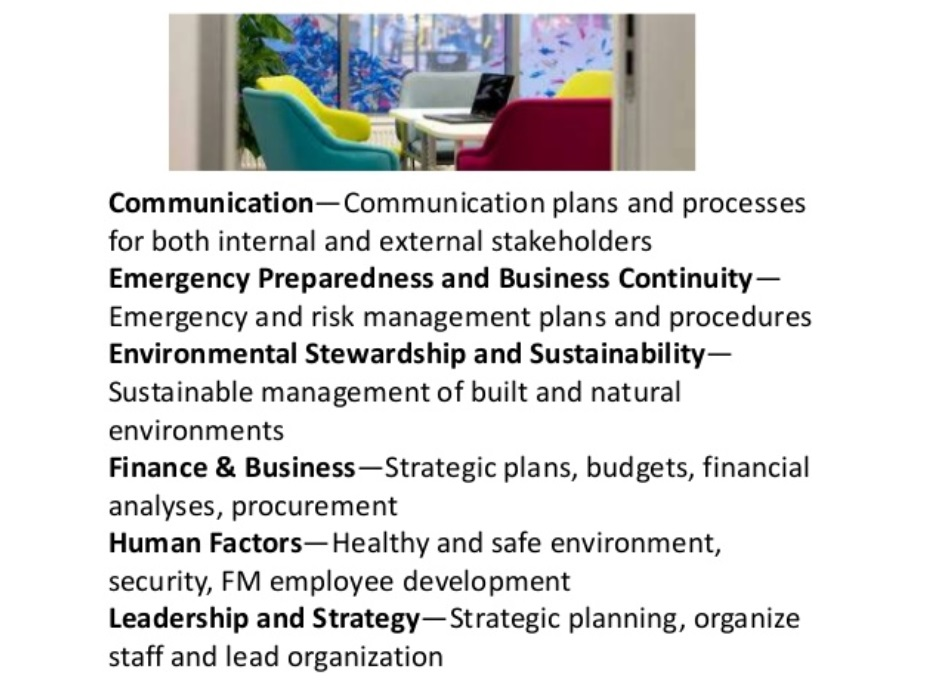 Communication—Communication plans and processes
for both internal and external stakeholders
Emergency Preparedness and Business Continuity—
Emergency and risk management plans and procedures
Environmental Stewardship and Sustainability—
Sustainable management of built and natural
environments
Finance & Business—Strategic plans, budgets, financial
analyses, procurement
Human Factors—Healthy and safe environment,
security, FM employee development
Leadership and Strategy—Strategic planning, organize
staff and lead organization